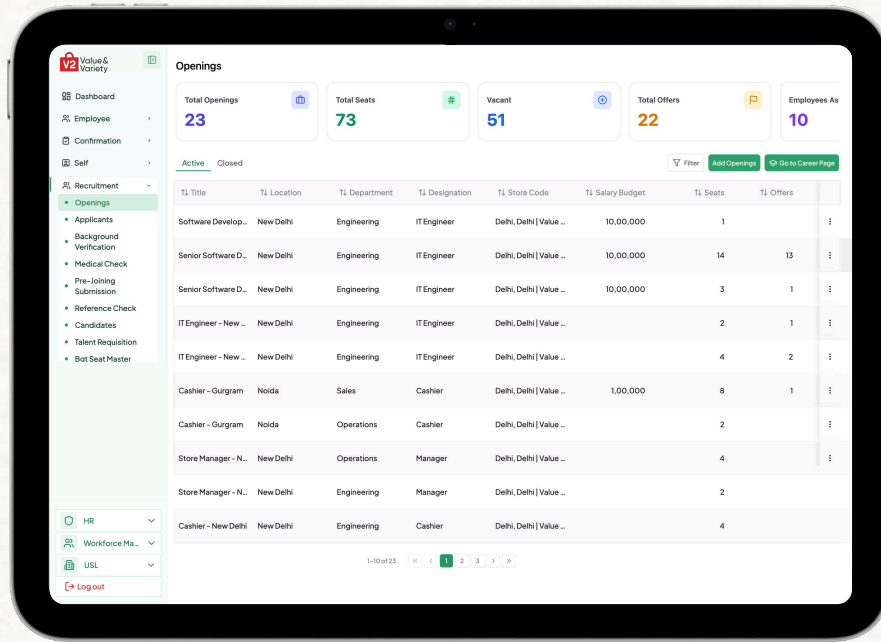 V2 Value &
Variety
Dashboard
Employee
Confirmation
Self
Recruitment
Openings
Applicants
Background
Verification
Medical Check
Pre-Joining
Submission
Reference Check
Candidates
Talent Requisition
Bgt Seat Master
HR
Workforce Ma...
USL
Log out
Openings
Total Openings
23
Total Seats
#
73
Vacant
51
Total Offers
22
Employees As
10
Active Closed
Filter Add Openings Go to Career Page
Title Location Department Designation Store Code Salary Budget Seats Offers
Software Develop... New Delhi Engineering IT Engineer Delhi, Delhi | Value ... 10,00,000 1
Senior Software D... New Delhi Engineering IT Engineer Delhi, Delhi | Value ... 10,00,000 14 13
Senior Software D... New Delhi Engineering IT Engineer Delhi, Delhi | Value ... 10,00,000 3 1
IT Engineer - New ... New Delhi Engineering IT Engineer Delhi, Delhi | Value ... 2 1
IT Engineer - New ... New Delhi Engineering IT Engineer Delhi, Delhi | Value ... 4 2
Cashier - Gurgram Noida Sales Cashier Delhi, Delhi | Value ... 1,00,000 8 1
Cashier - Gurgram Noida Operations Cashier Delhi, Delhi | Value ... 2
Store Manager - N... New Delhi Operations Manager Delhi, Delhi | Value ... 4
Store Manager - N... New Delhi Engineering Manager Delhi, Delhi | Value ... 2
Cashier - New Delhi New Delhi Engineering Cashier Delhi, Delhi | Value ... 4
1-10 of 23 « < 1 2 3 > »